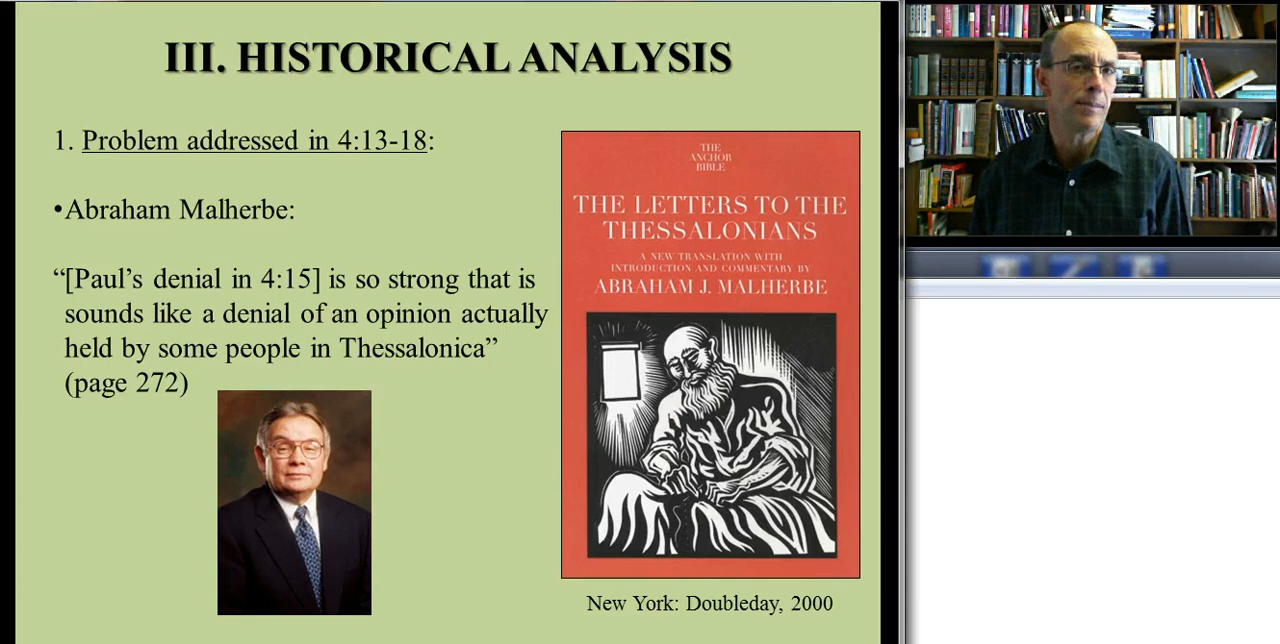 III. HISTORICAL ANALYSIS
1. Problem addressed in 4:13-18:
•Abraham Malherbe:
“[Paul’s denial in 4:15] is so strong that is
sounds like a denial of an opinion actually
held by some people in Thessalonica”
(page 272)
THE
ANCHOR
BIBLE
THE LETTERS TO THE
THESSALONIANS
A NEW TRANSLATION WITH
INTRODUCTION AND COMMENTARY BY
ABRAHAM J. MALHERBE
New York: Doubleday, 2000